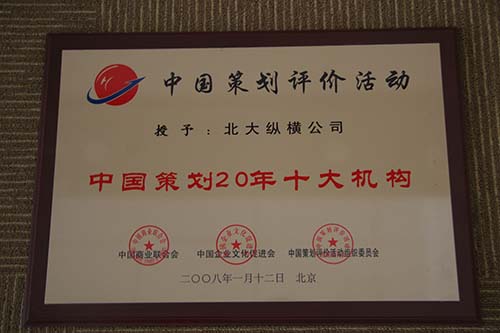 中国策划评价活动
授予：北大纵横公司
中国策划20年十大机构
中国商业联合会 中国企业文化促进会 中国策划评价活动组织委员会
二〇〇八年一月十二日 北京